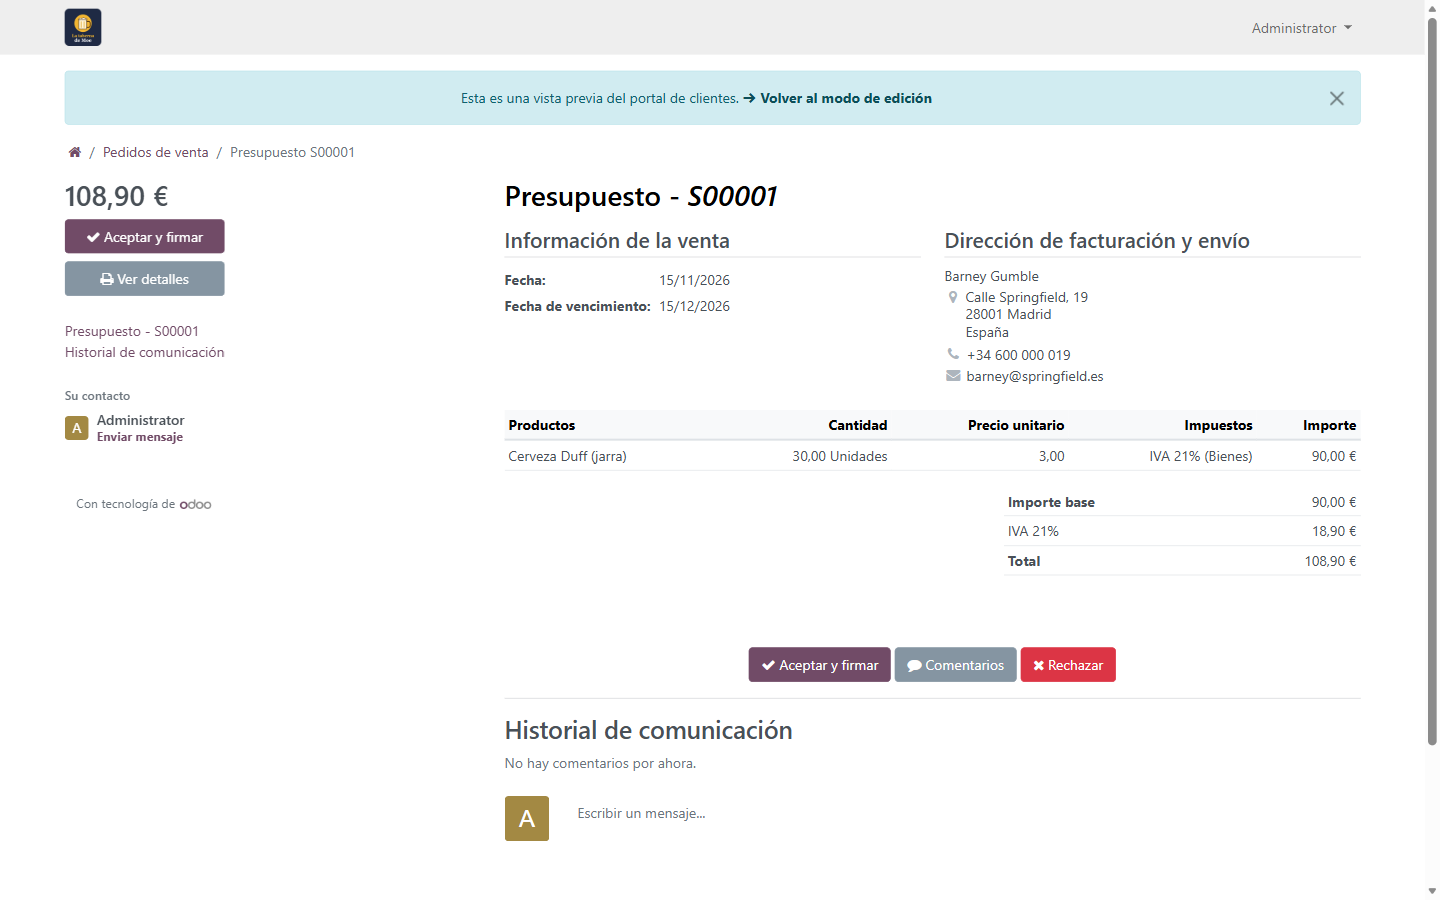 La taberna
de Moe
Administrator
Esta es una vista previa del portal de clientes. → Volver al modo de edición
/ Pedidos de venta / Presupuesto S00001
108,90 €
Aceptar y firmar
Ver detalles
Presupuesto - S00001
Historial de comunicación
Su contacto
A
Administrator
Enviar mensaje
Con tecnología de odoo
Presupuesto - S00001
Información de la venta
Fecha: 15/11/2026
Fecha de vencimiento: 15/12/2026
Dirección de facturación y envío
Barney Gumble
Calle Springfield, 19
28001 Madrid
España
+34 600 000 019
barney@springfield.es
Productos Cantidad Precio unitario Impuestos Importe
Cerveza Duff (jarra) 30,00 Unidades 3,00 IVA 21% (Bienes) 90,00 €
Importe base 90,00 €
IVA 21% 18,90 €
Total 108,90 €
Aceptar y firmar Comentarios Rechazar
Historial de comunicación
No hay comentarios por ahora.
A
Escribir un mensaje...